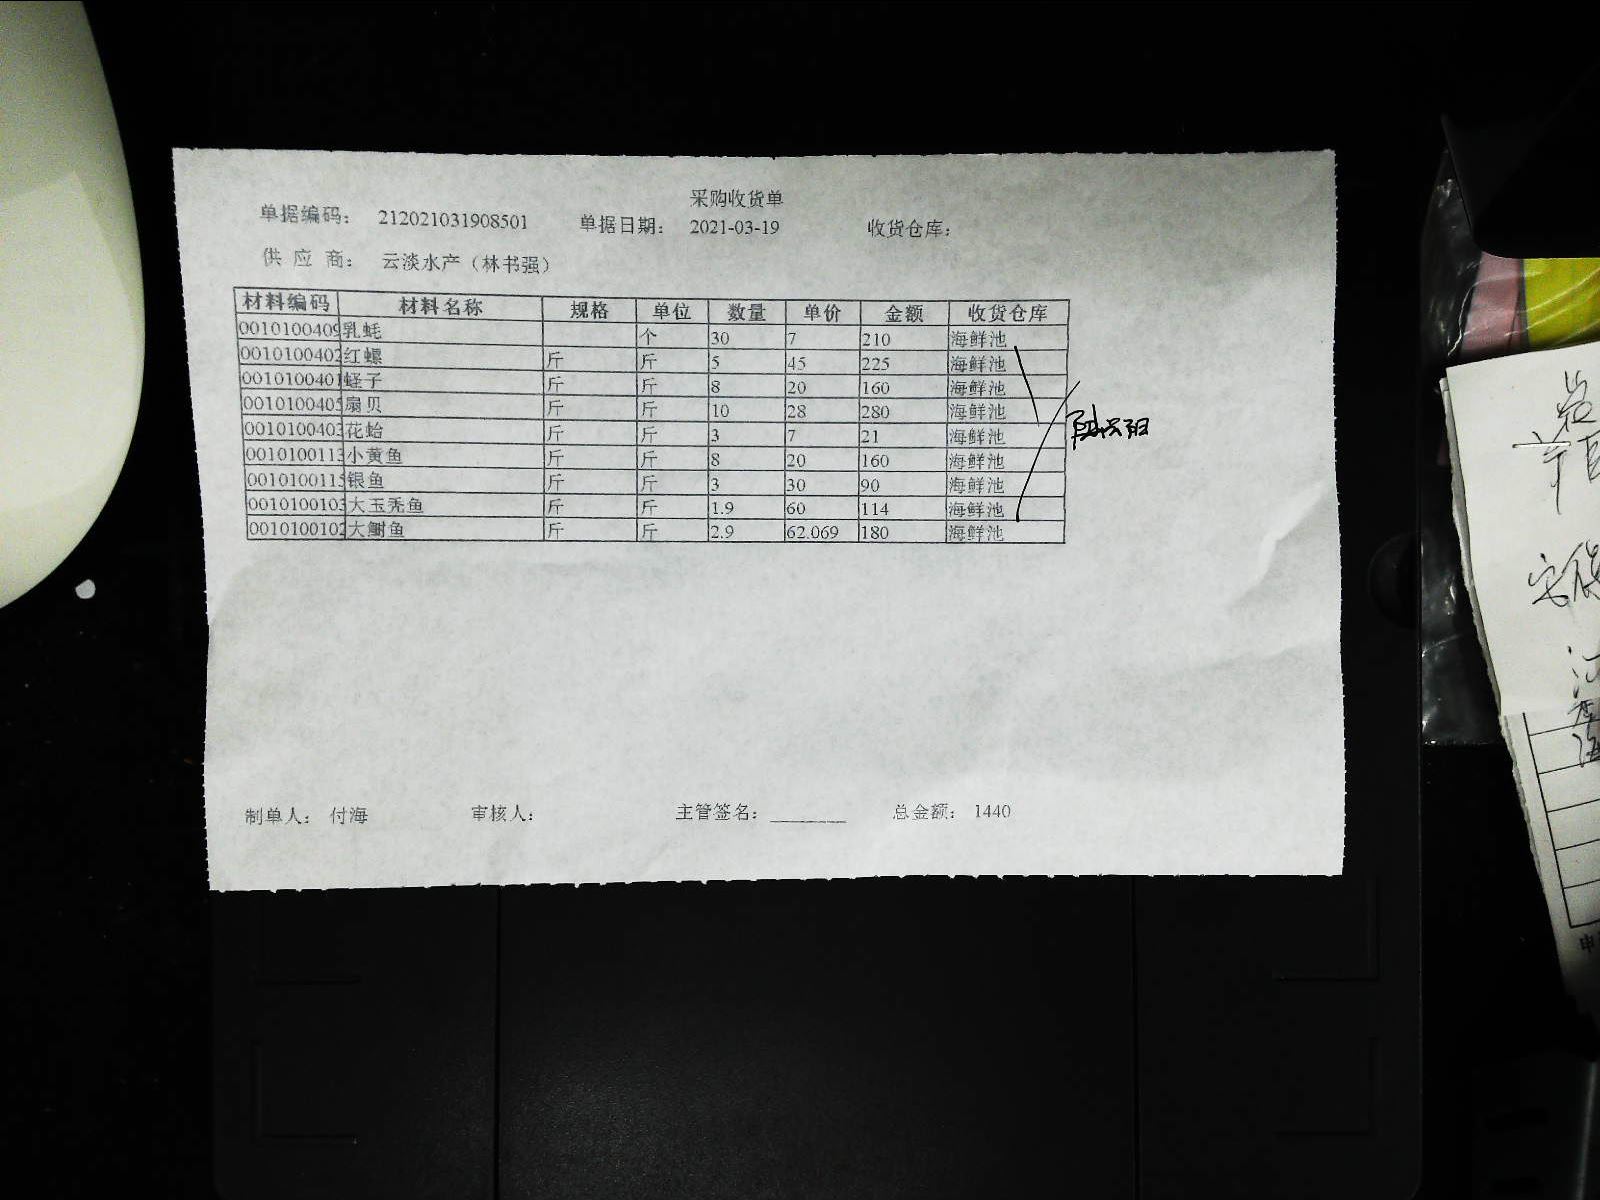 采购收货单
单据编码： 212021031908501 单据日期： 2021-03-19 收货仓库：
供 应 商： 云淡水产（林书强）
材料编码 材料名称 规格 单位 数量 单价 金额 收货仓库
0010100409 乳蚝 个 30 7 210 海鲜池
0010100402 红螺 斤 斤 5 45 225 海鲜池
0010100401 蛏子 斤 斤 8 20 160 海鲜池
0010100405 扇贝 斤 斤 10 28 280 海鲜池
0010100403 花蛤 斤 斤 3 7 21 海鲜池
0010100113 小黄鱼 斤 斤 8 20 160 海鲜池
0010100115 银鱼 斤 斤 3 30 90 海鲜池
0010100103 大玉秃鱼 斤 斤 1.9 60 114 海鲜池
0010100102 大鲥鱼 斤 斤 2.9 62.069 180 海鲜池
制单人： 付海 审核人： 主管签名： 总金额： 1440